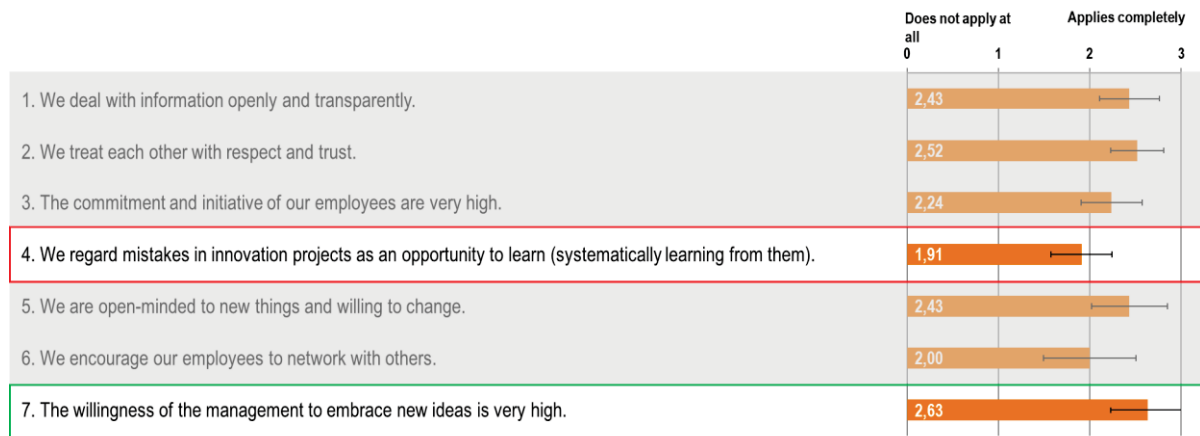 Does not apply at Applies completely
all
0 1 2 3
1. We deal with information openly and transparently. 2,43
2. We treat each other with respect and trust. 2,52
3. The commitment and initiative of our employees are very high. 2,24
4. We regard mistakes in innovation projects as an opportunity to learn (systematically learning from them). 1,91
5. We are open-minded to new things and willing to change. 2,43
6. We encourage our employees to network with others. 2,00
7. The willingness of the management to embrace new ideas is very high. 2,63